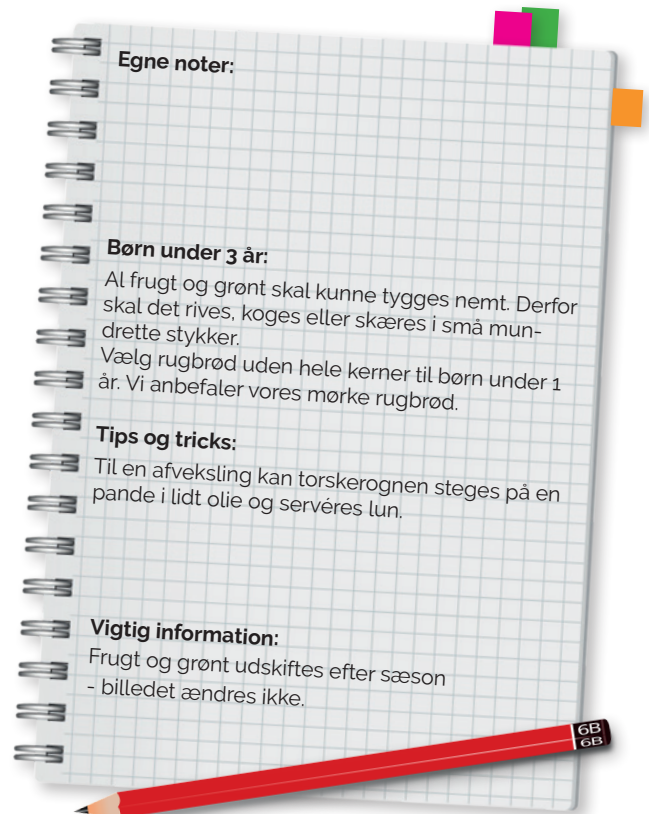 Egne noter:
Børn under 3 år:
Al frugt og grønt skal kunne tygges nemt. Derfor
skal det rives, koges eller skæres i små mun-
drette stykker.
Vælg rugbrød uden hele kerner til børn under 1
år. Vi anbefaler vores mørke rugbrød.
Tips og tricks:
Til en afveksling kan torskerognen steges på en
pande i lidt olie og servéres lun.
Vigtig information:
Frugt og grønt udskiftes efter sæson
- billedet ændres ikke.
6B
6B